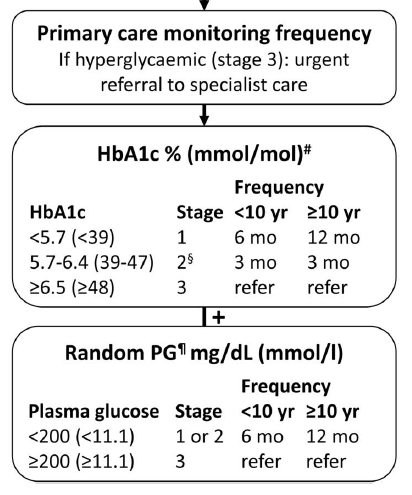 Primary care monitoring frequency
If hyperglycaemic (stage 3): urgent
referral to specialist care
HbA1c % (mmol/mol)#
Frequency
HbA1c Stage <10 yr ≥10 yr
<5.7 (<39) 1 6 mo 12 mo
5.7-6.4 (39-47) 2§ 3 mo 3 mo
≥6.5 (≥48) 3 refer refer
+
Random PG¶ mg/dL (mmol/l)
Frequency
Plasma glucose Stage <10 yr ≥10 yr
<200 (<11.1) 1 or 2 6 mo 12 mo
≥200 (≥11.1) 3 refer refer